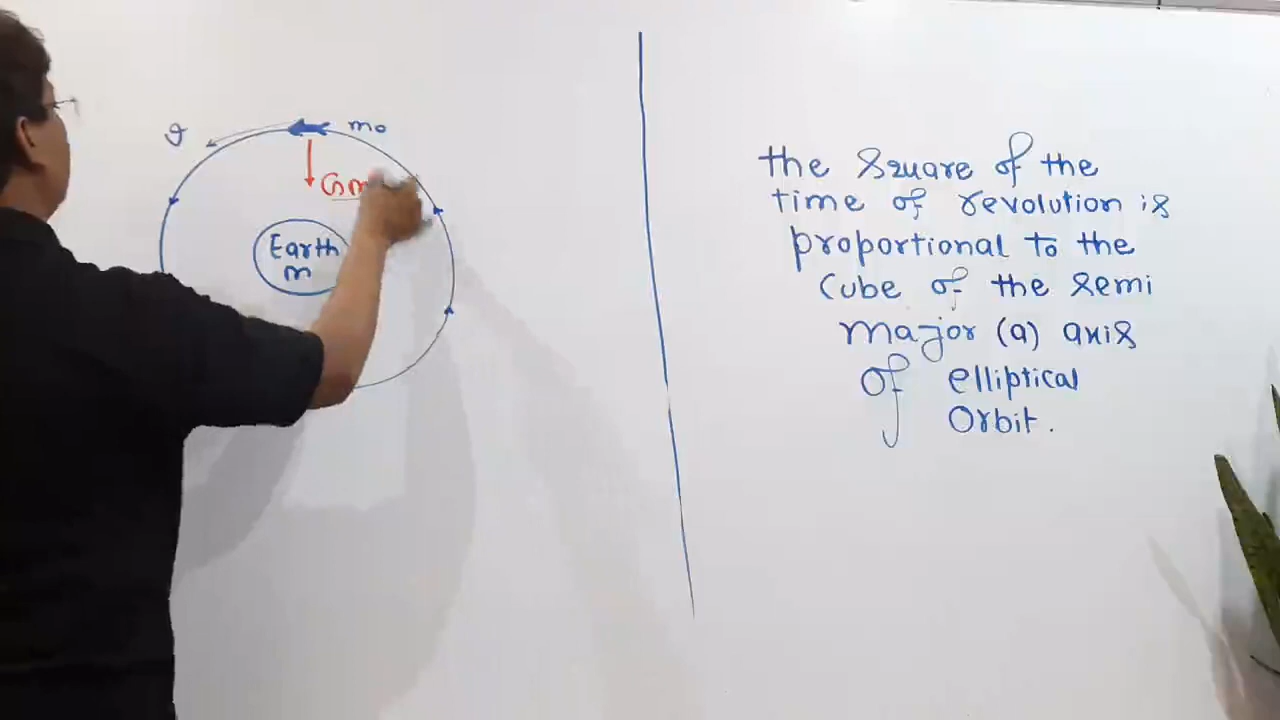 ϑ
mo
Gm
Earth
m
the square of the
time of revolution is
proportional to the
Cube of the semi
major (a) axis
of elliptical
Orbit.